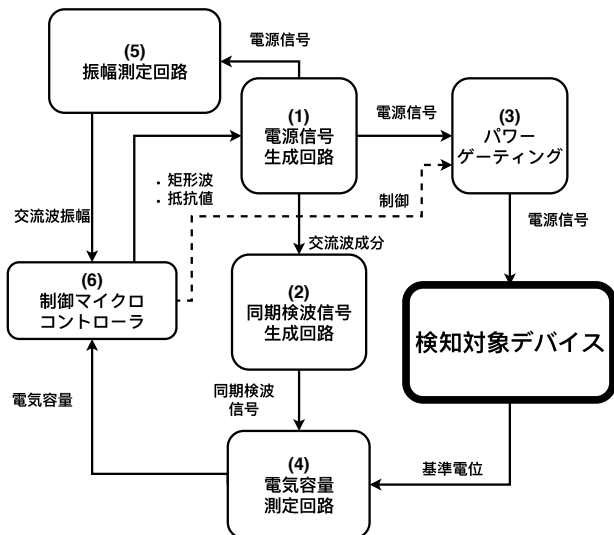 (5)
振幅測定回路
電源信号
(1)
電源信号
生成回路
電源信号
(3)
パワー
ゲーティング
. 矩形波
. 抵抗値
制御
交流波振幅
電源信号
交流波成分
(6)
制御マイクロ
コントローラ
(2)
同期検波信号
生成回路
検知対象デバイス
電気容量
同期検波
信号
(4)
電気容量
測定回路
基準電位